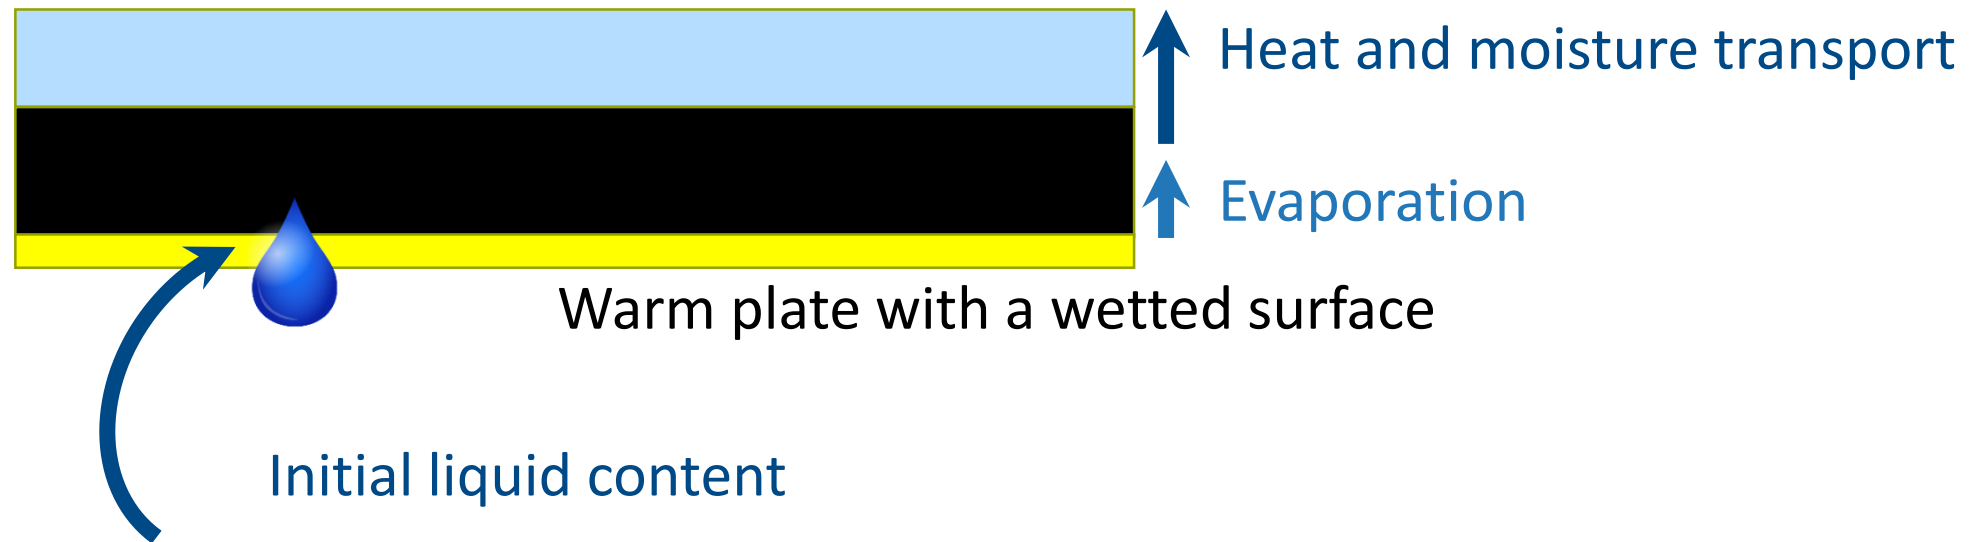 Heat and moisture transport
Evaporation
Warm plate with a wetted surface
Initial liquid content